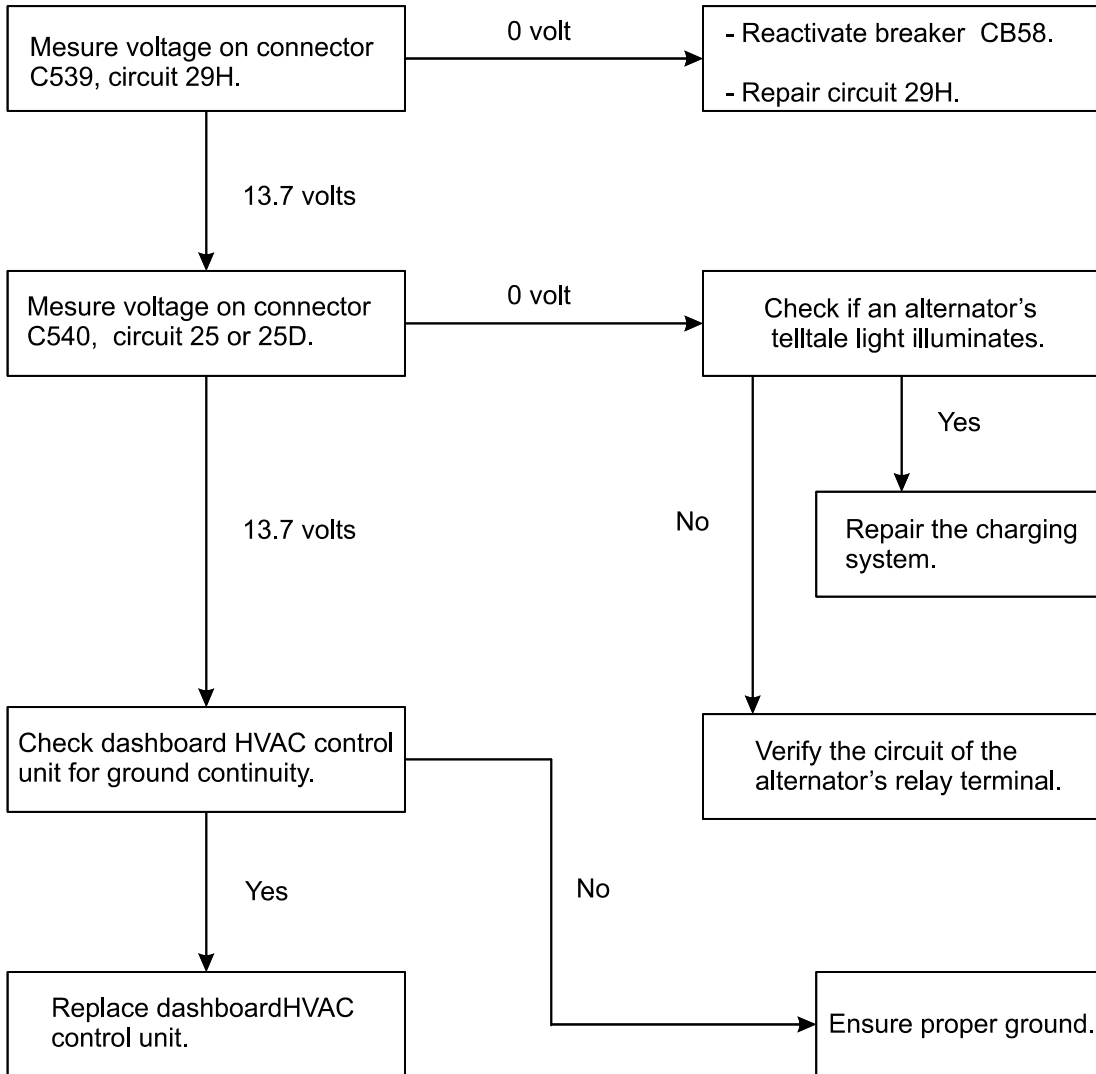 Mesure voltage on connector
C539, circuit 29H.
0 volt
- Reactivate breaker CB58.
- Repair circuit 29H.
13.7 volts
Mesure voltage on connector
C540, circuit 25 or 25D.
0 volt
Check if an alternator's
telltale light illuminates.
Yes
No
Repair the charging
system.
13.7 volts
Check dashboard HVAC control
unit for ground continuity.
Verify the circuit of the
alternator's relay terminal.
Yes
No
Replace dashboardHVAC
control unit.
Ensure proper ground.